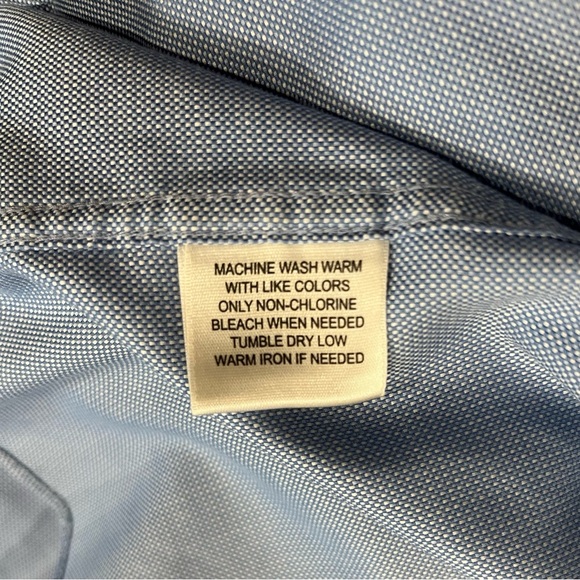 MACHINE WASH WARM
WITH LIKE COLORS
ONLY NON-CHLORINE
BLEACH WHEN NEEDED
TUMBLE DRY LOW
WARM IRON IF NEEDED